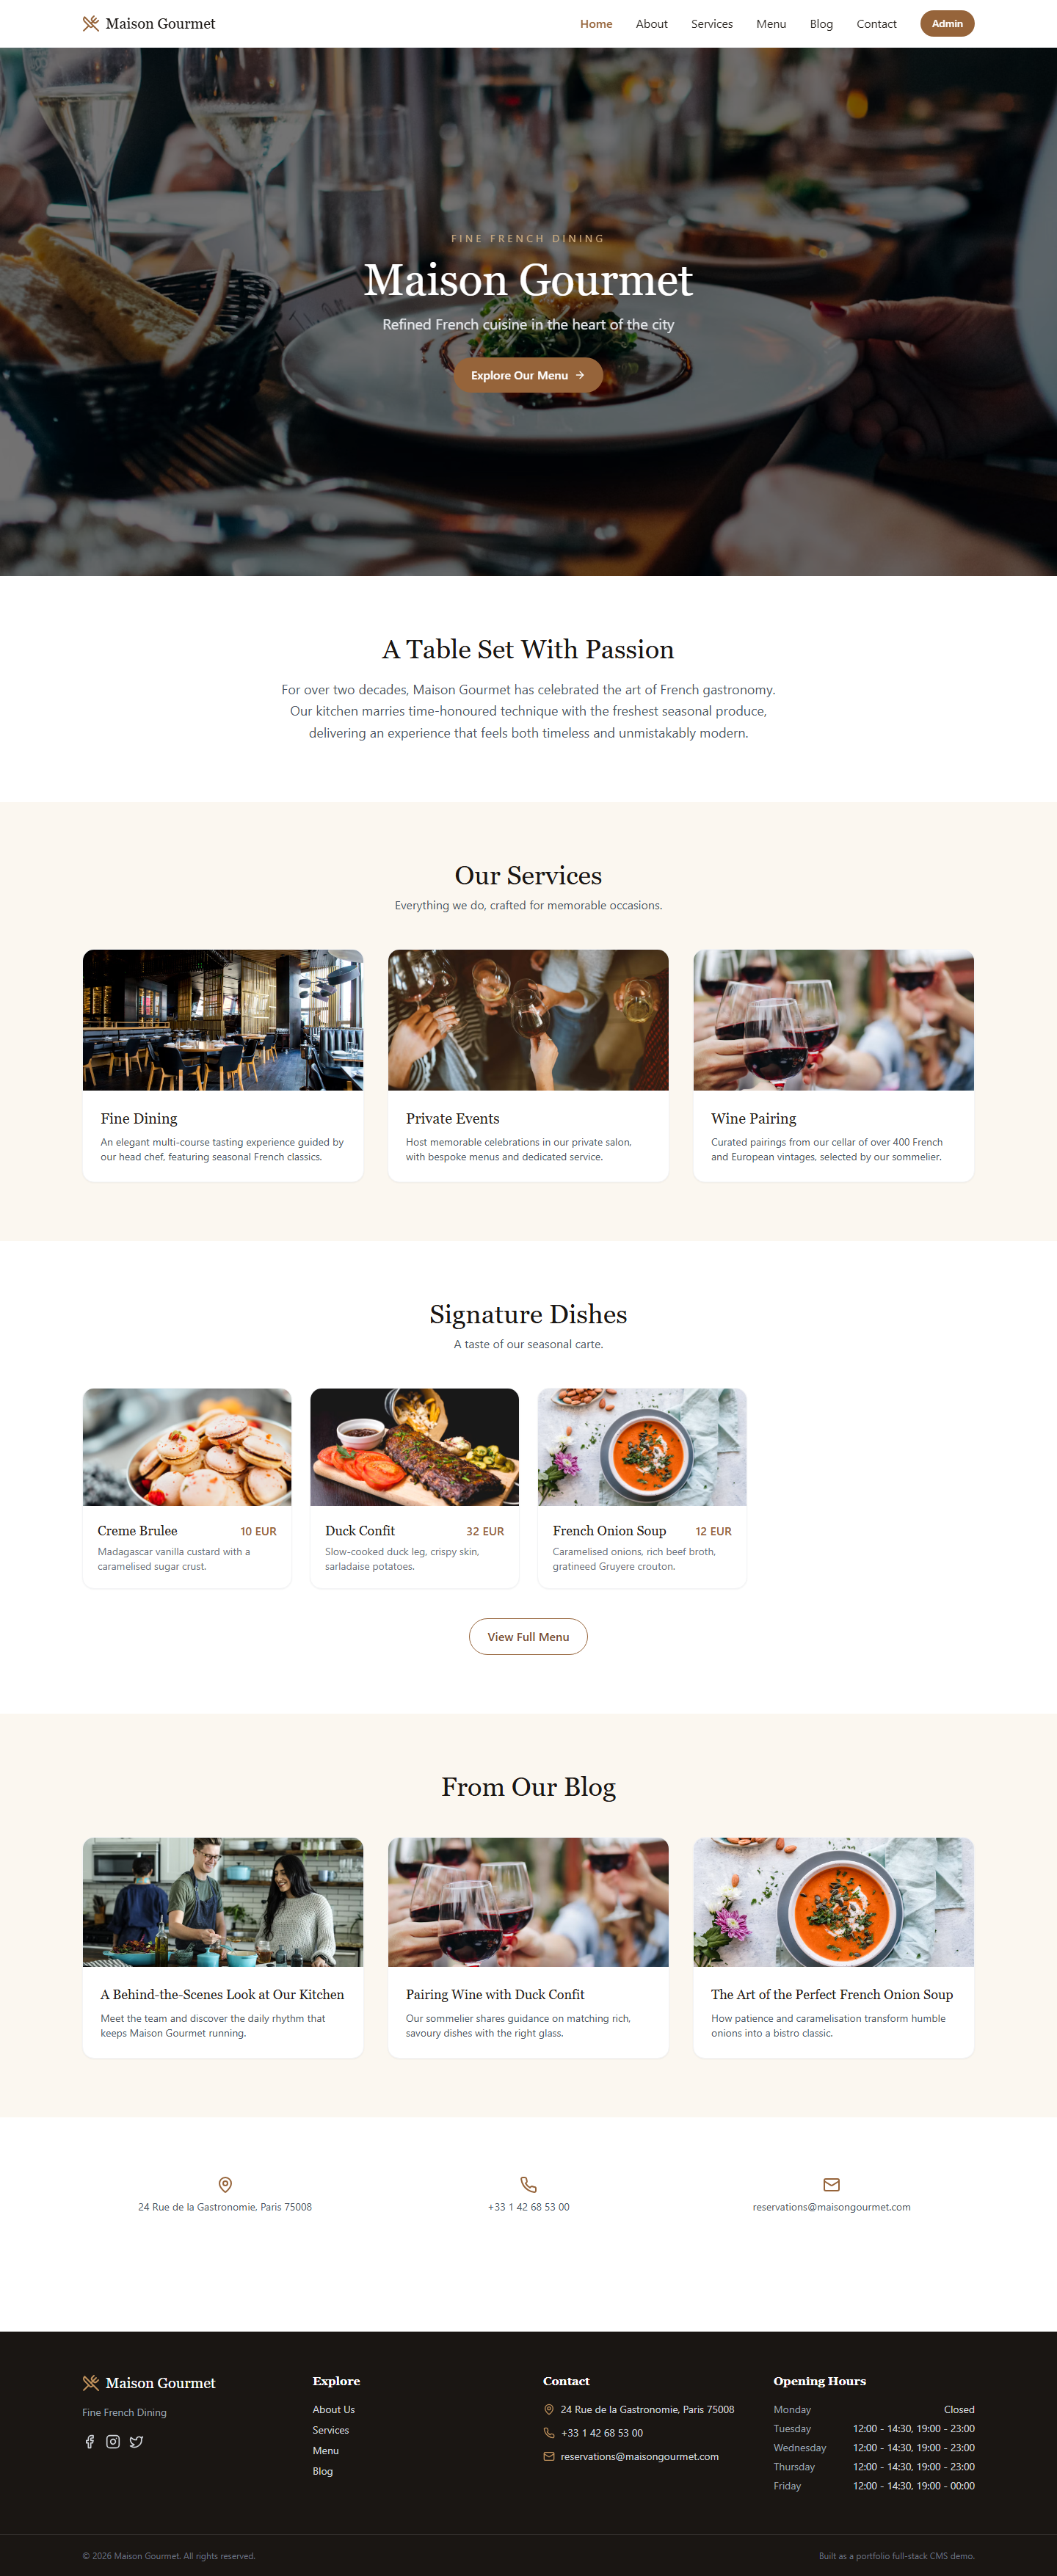 Maison Gourmet
Home About Services Menu Blog Contact Admin
FINE FRENCH DINING
Maison Gourmet
Refined French cuisine in the heart of the city
Explore Our Menu →
A Table Set With Passion
For over two decades, Maison Gourmet has celebrated the art of French gastronomy.
Our kitchen marries time-honoured technique with the freshest seasonal produce,
delivering an experience that feels both timeless and unmistakably modern.
Our Services
Everything we do, crafted for memorable occasions.
Fine Dining
An elegant multi-course tasting experience guided by
our head chef, featuring seasonal French classics.
Private Events
Host memorable celebrations in our private salon,
with bespoke menus and dedicated service.
Wine Pairing
Curated pairings from our cellar of over 400 French
and European vintages, selected by our sommelier.
Signature Dishes
A taste of our seasonal carte.
Creme Brulee 10 EUR
Madagascar vanilla custard with a
caramelised sugar crust.
Duck Confit 32 EUR
Slow-cooked duck leg, crispy skin,
sarladaise potatoes.
French Onion Soup 12 EUR
Caramelised onions, rich beef broth,
gratineed Gruyere crouton.
View Full Menu
From Our Blog
A Behind-the-Scenes Look at Our Kitchen
Meet the team and discover the daily rhythm that
keeps Maison Gourmet running.
Pairing Wine with Duck Confit
Our sommelier shares guidance on matching rich,
savoury dishes with the right glass.
The Art of the Perfect French Onion Soup
How patience and caramelisation transform humble
onions into a bistro classic.
24 Rue de la Gastronomie, Paris 75008
+33 1 42 68 53 00
reservations@maisongourmet.com
Maison Gourmet
Fine French Dining
Explore
About Us
Services
Menu
Blog
Contact
24 Rue de la Gastronomie, Paris 75008
+33 1 42 68 53 00
reservations@maisongourmet.com
Opening Hours
Monday Closed
Tuesday 12:00 - 14:30, 19:00 - 23:00
Wednesday 12:00 - 14:30, 19:00 - 23:00
Thursday 12:00 - 14:30, 19:00 - 23:00
Friday 12:00 - 14:30, 19:00 - 00:00
© 2026 Maison Gourmet. All rights reserved.
Built as a portfolio full-stack CMS demo.